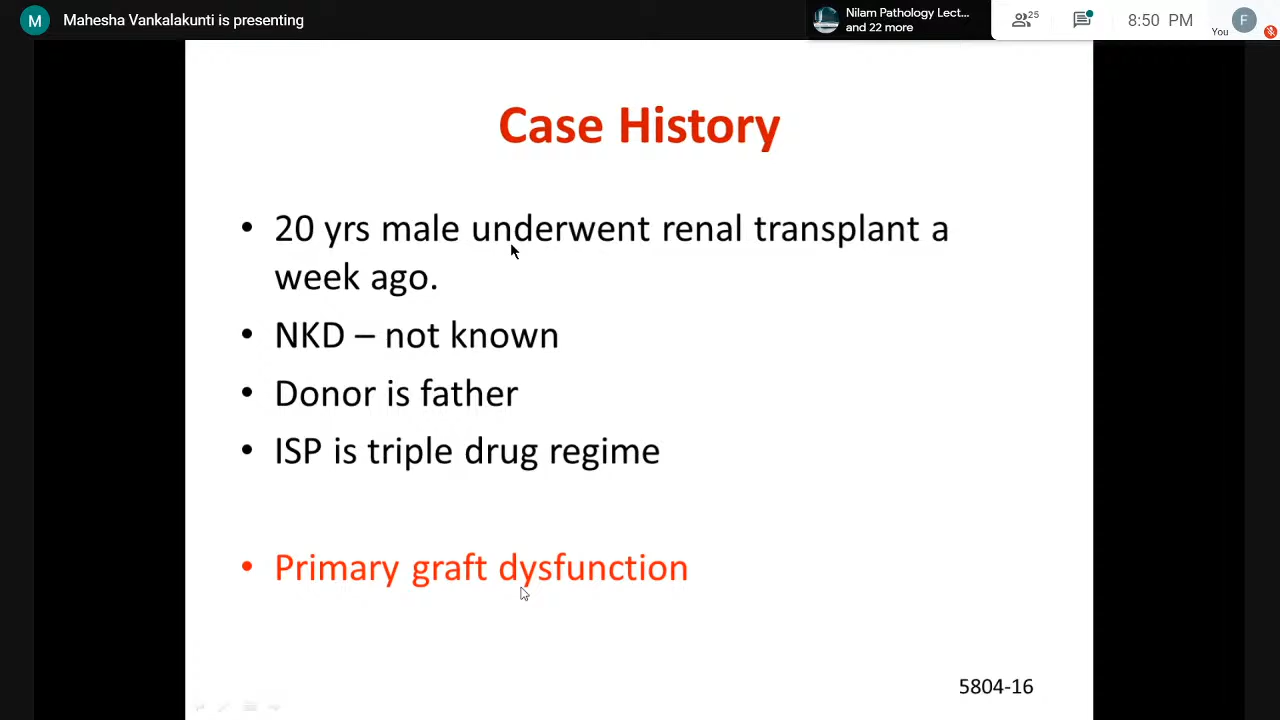 M Mahesha Vankalakunti is presenting
Nilam Pathology Lect...
and 22 more
25
8:50 PM
You
F
Case History
• 20 yrs male underwent renal transplant a
week ago.
• NKD – not known
• Donor is father
• ISP is triple drug regime
• Primary graft dysfunction
5804-16